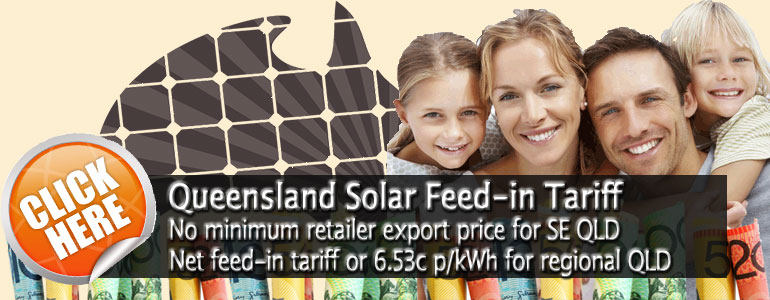 CLICK
HERE
Queensland Solar Feed-in Tariff
No minimum retailer export price for SE QLD
Net feed-in tariff or 6.53c p/kWh for regional QLD